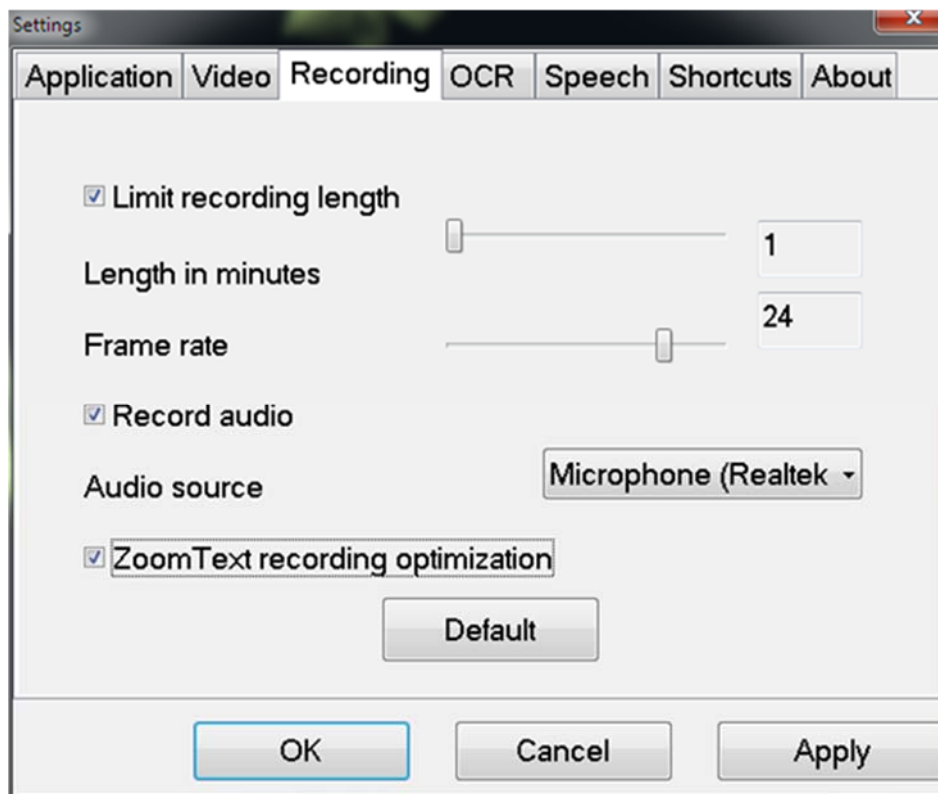 Settings
Application Video Recording OCR Speech Shortcuts About
Limit recording length
1
Length in minutes
24
Frame rate
Record audio
Audio source Microphone (Realtek
ZoomText recording optimization
Default
OK Cancel Apply